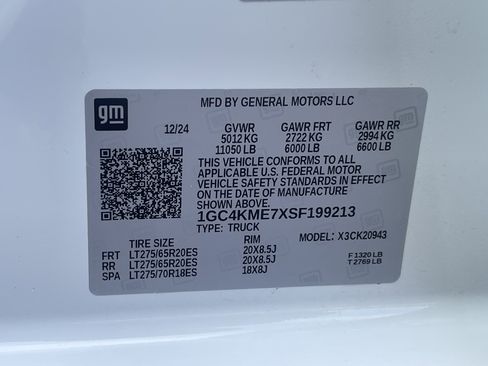 gm
MFD BY GENERAL MOTORS LLC
12/24 GVWR GAWR FRT GAWR RR
5012 KG 2722 KG 2994 KG
11050 LB 6000 LB 6600 LB
THIS VEHICLE CONFORMS TO ALL
APPLICABLE U.S. FEDERAL MOTOR
VEHICLE SAFETY STANDARDS IN EFFECT
ON THE DATE OF MANUFACTURE
SHOWN ABOVE.
1GC4KME7XSF199213
TYPE: TRUCK
MODEL: X3CK20943
TIRE SIZE RIM
FRT LT275/65R20ES 20X8.5J F 1320 LB
RR LT275/65R20ES 20X8.5J T 2769 LB
SPA LT275/70R18ES 18X8J